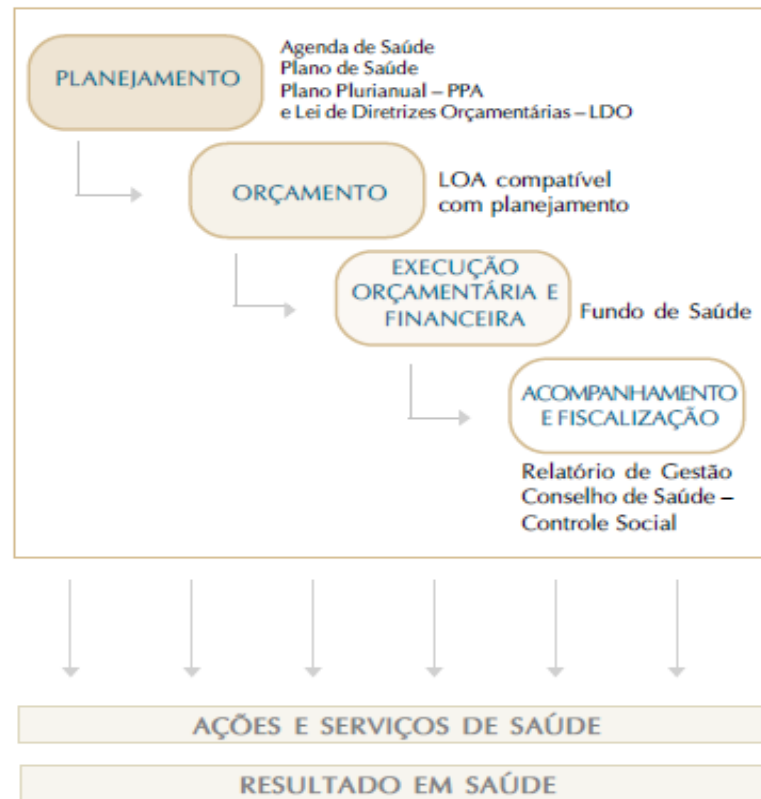 PLANEJAMENTO
Agenda de Saúde
Plano de Saúde
Plano Plurianual – PPA
e Lei de Diretrizes Orçamentárias – LDO
ORÇAMENTO
LOA compatível
com planejamento
EXECUÇÃO
ORÇAMENTÁRIA E
FINANCEIRA
Fundo de Saúde
ACOMPANHAMENTO
E FISCALIZAÇÃO
Relatório de Gestão
Conselho de Saúde –
Controle Social
AÇÕES E SERVIÇOS DE SAÚDE
RESULTADO EM SAÚDE